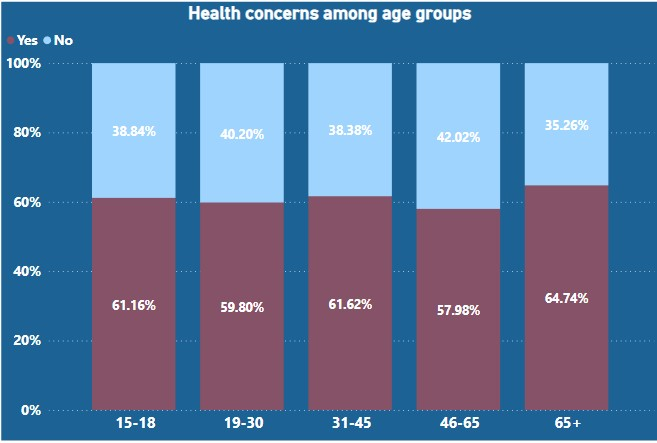 Health concerns among age groups
Yes No
100%
80%
60%
40%
20%
0%
38.84% 40.20% 38.38% 42.02% 35.26%
61.16% 59.80% 61.62% 57.98% 64.74%
15-18 19-30 31-45 46-65 65+